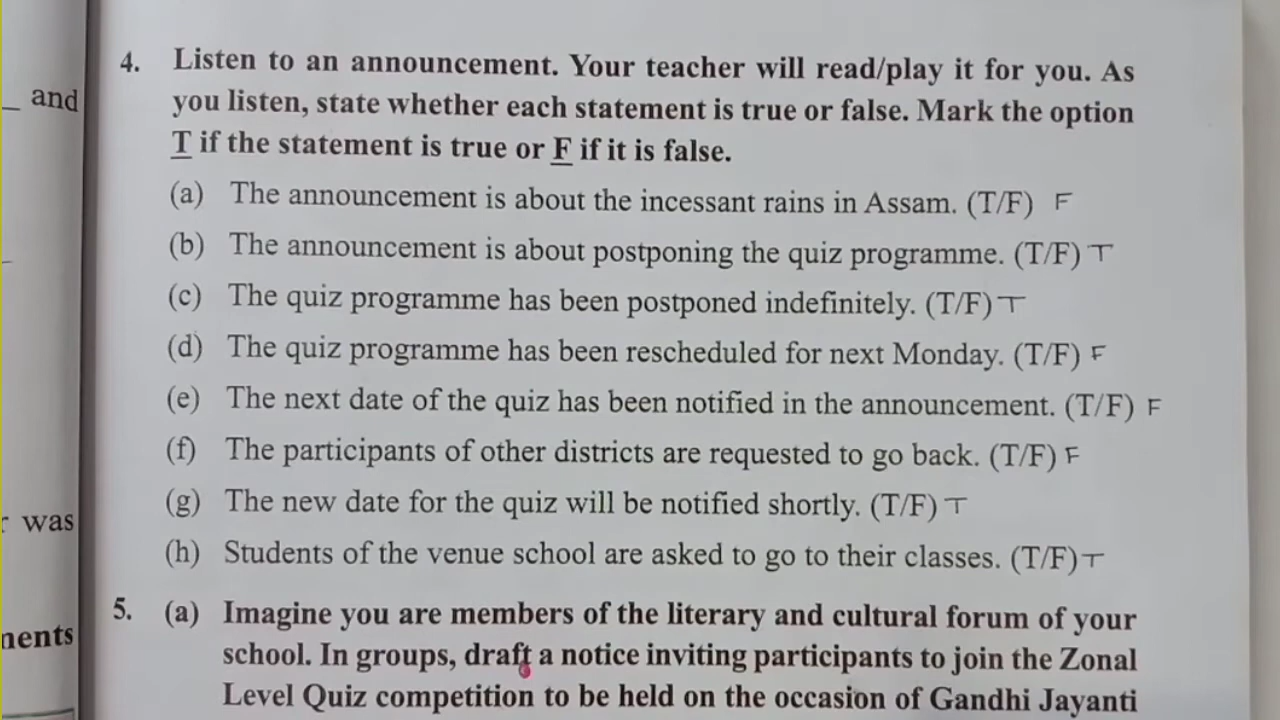 and
4. Listen to an announcement. Your teacher will read/play it for you. As
you listen, state whether each statement is true or false. Mark the option
T if the statement is true or F if it is false.
(a) The announcement is about the incessant rains in Assam. (T/F) F
(b) The announcement is about postponing the quiz programme. (T/F) T
(c) The quiz programme has been postponed indefinitely. (T/F) T
(d) The quiz programme has been rescheduled for next Monday. (T/F) F
(e) The next date of the quiz has been notified in the announcement. (T/F) F
(f) The participants of other districts are requested to go back. (T/F) F
(g) The new date for the quiz will be notified shortly. (T/F) T
was
(h) Students of the venue school are asked to go to their classes. (T/F) T
5. (a) Imagine you are members of the literary and cultural forum of your
nents
school. In groups, draft a notice inviting participants to join the Zonal
Level Quiz competition to be held on the occasion of Gandhi Jayanti